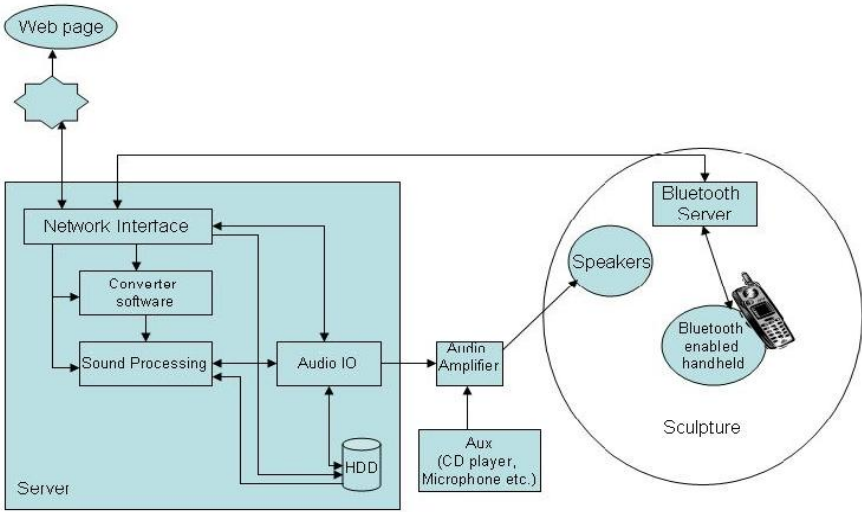 Web page
Network Interface
Converter
software
Sound Processing
Audio IO
HDD
Server
Audio
Amplifier
Aux
(CD player,
Microphone etc.)
Speakers
Bluetooth
Server
Bluetooth
enabled
handheld
Sculpture